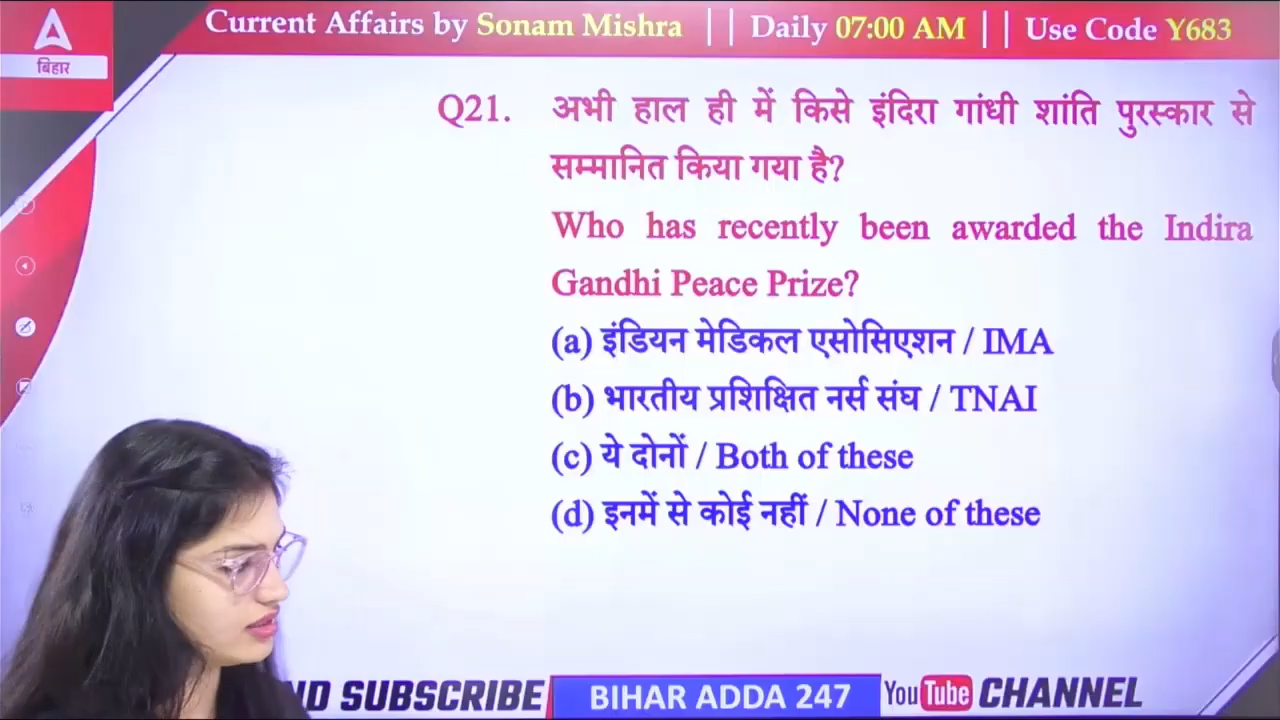 Current Affairs by Sonam Mishra || Daily 07:00 AM || Use Code Y683
बिहार
Q21. अभी हाल ही में किसे इंदिरा गांधी शांति पुरस्कार से
सम्मानित किया गया है?
Who has recently been awarded the Indira
Gandhi Peace Prize?
(a) इंडियन मेडिकल एसोसिएशन / IMA
(b) भारतीय प्रशिक्षित नर्स संघ / TNAI
(c) ये दोनों / Both of these
(d) इनमें से कोई नहीं / None of these
SUBSCRIBE BIHAR ADDA 247 YouTube CHANNEL